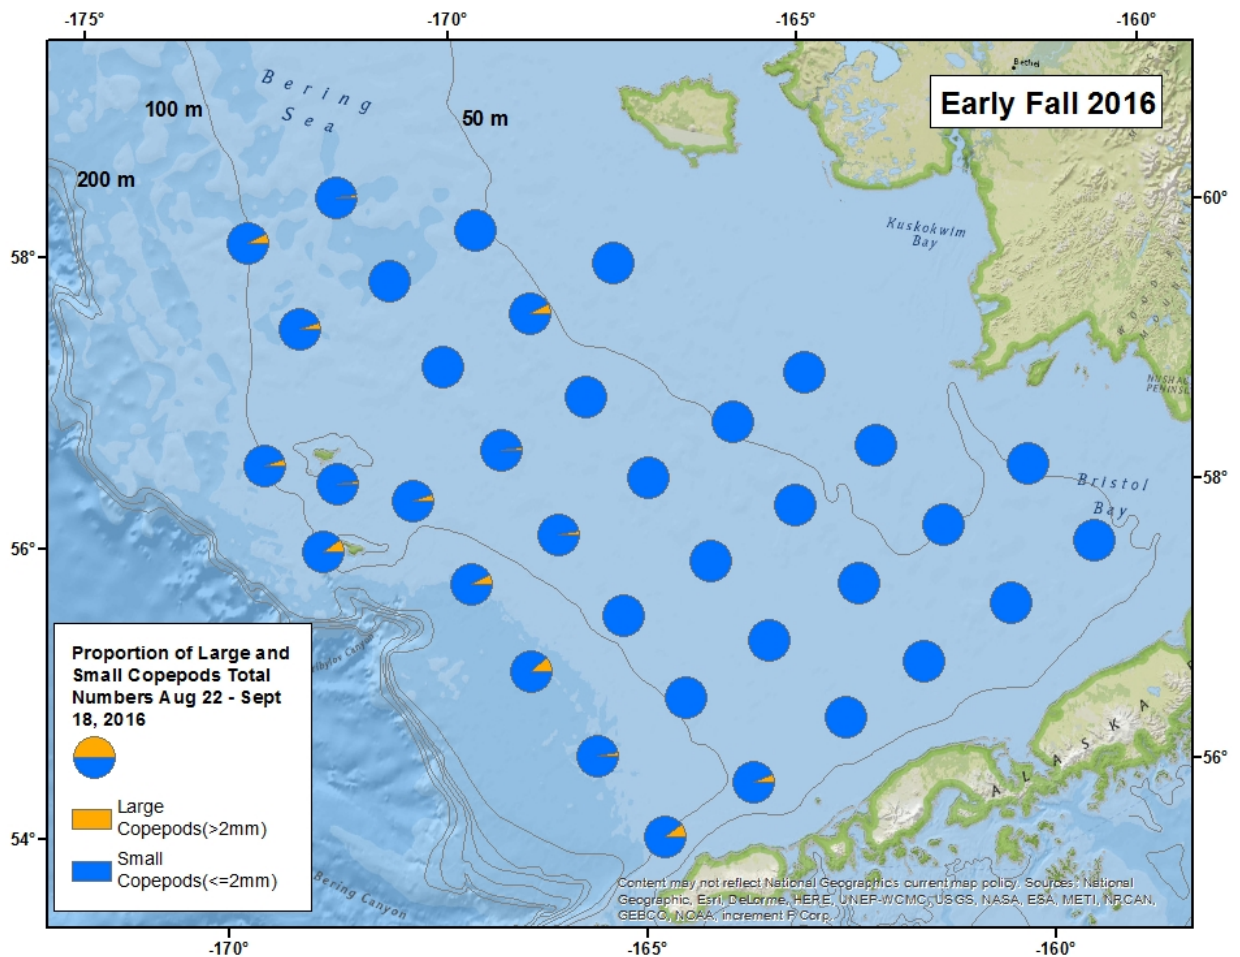 -175°
-170°
-165°
-160°
Bering
Sea
100 m
50 m
200 m
Bethel
Early Fall 2016
60°
58°
Kuskokwim
Bay
58°
Bristol
Bay
56°
56°
54°
Proportion of Large and
Small Copepods Total
Numbers Aug 22 - Sept
18, 2016
Large
Copepods(>2mm)
Small
Copepods(<=2mm)
ALASKA
Bering Canyon
Content may not reflect National Geographic's current map policy. Sources: National
Geographic, Esri, DeLorme, HERE, UNEP-WCMC, USGS, NASA, ESA, METI, NRCAN,
GEBCO, NOAA, increment P Corp.
-170°
-165°
-160°